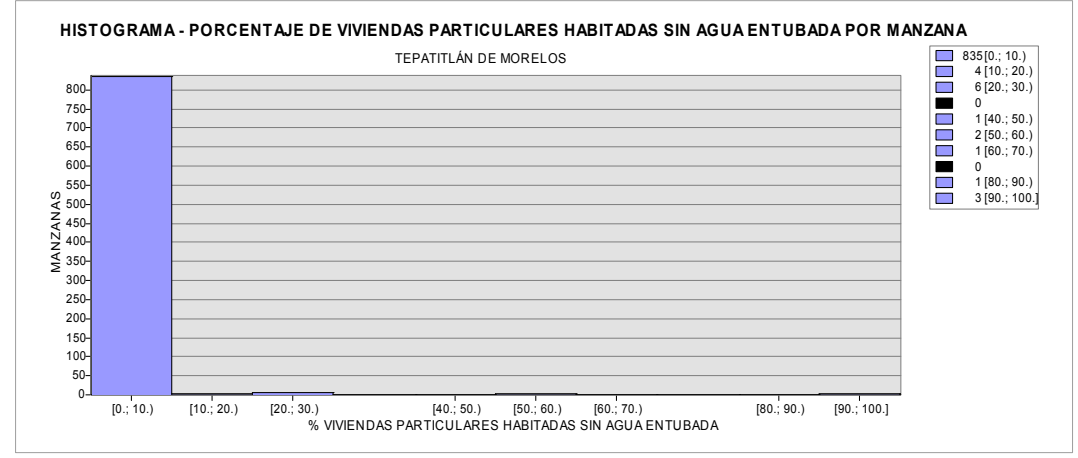 HISTOGRAMA - PORCENTAJE DE VIVIENDAS PARTICULARES HABITADAS SIN AGUA ENTUBADA POR MANZANA
TEPATITLÁN DE MORELOS
835 [0.; 10.)
4 [10.; 20.)
6 [20.; 30.)
0
1 [40.; 50.)
2 [50.; 60.)
1 [60.; 70.)
0
1 [80.; 90.)
3 [90.; 100.]
MANZANAS
800
750
700
650
600
550
500
450
400
350
300
250
200
150
100
50
0
[0.; 10.) [10.; 20.) [20.; 30.) [40.; 50.) [50.; 60.) [60.; 70.) [80.; 90.) [90.; 100.]
% VIVIENDAS PARTICULARES HABITADAS SIN AGUA ENTUBADA